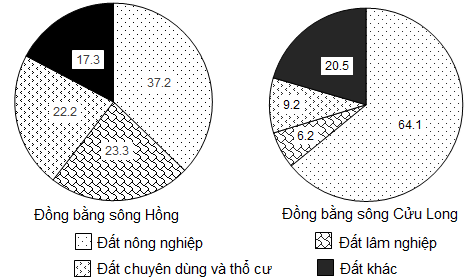 17.3
37.2
22.2
23.3
20.5
9.2
6.2
64.1
Đồng bằng sông Hồng
Đồng bằng sông Cửu Long
Đất nông nghiệp
Đất lâm nghiệp
Đất chuyên dùng và thổ cư
Đất khác